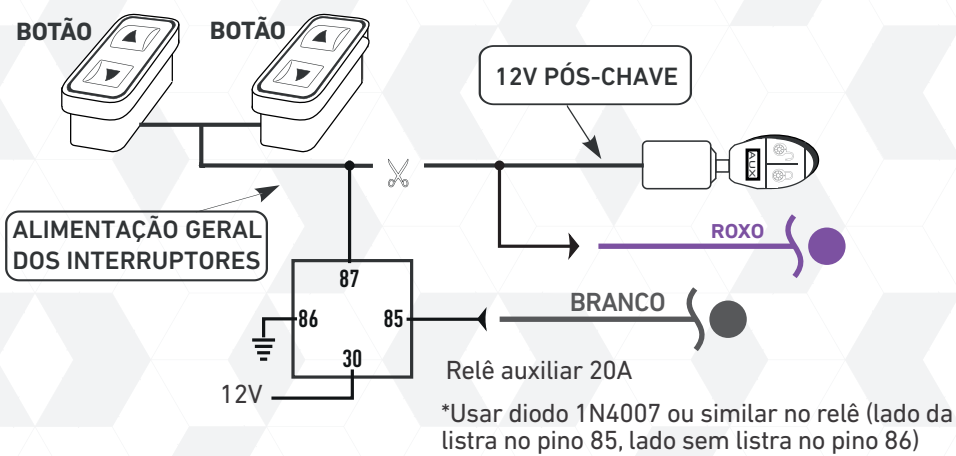 BOTÃO
BOTÃO
12V PÓS-CHAVE
AUX
ALIMENTAÇÃO GERAL
DOS INTERRUPTORES
ROXO
87
86
85
30
BRANCO
12V
Relê auxiliar 20A
*Usar diodo 1N4007 ou similar no relê (lado da
listra no pino 85, lado sem listra no pino 86)